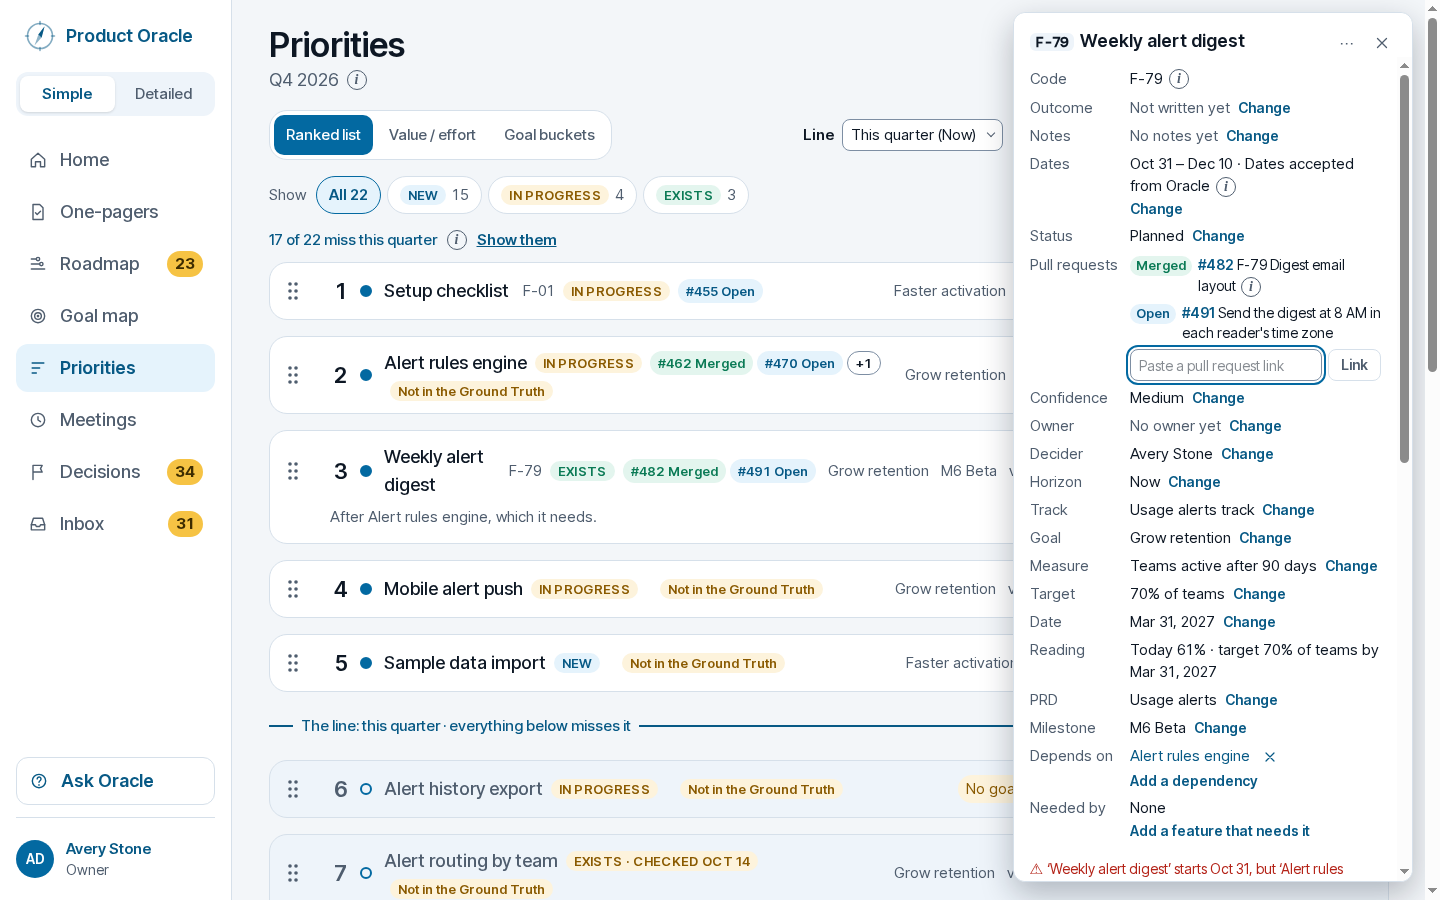 Product Oracle
Simple
Detailed
Home
One-pagers
Roadmap
23
Goal map
Priorities
Meetings
Decisions
34
Inbox
31
Ask Oracle
AD
Avery Stone
Owner
Priorities
Q4 2026 i
Ranked list
Value / effort
Goal buckets
Line
This quarter (Now)
Show
All 22
NEW 15
IN PROGRESS 4
EXISTS 3
17 of 22 miss this quarter i Show them
1 Setup checklist F-01 IN PROGRESS #455 Open Faster activation
2 Alert rules engine IN PROGRESS #462 Merged #470 Open +1 Grow retention
Not in the Ground Truth
3 Weekly alert digest F-79 EXISTS #482 Merged #491 Open Grow retention M6 Beta
After Alert rules engine, which it needs.
4 Mobile alert push IN PROGRESS Not in the Ground Truth Grow retention
5 Sample data import NEW Not in the Ground Truth Faster activation
The line: this quarter · everything below misses it
6 Alert history export IN PROGRESS Not in the Ground Truth No goa
7 Alert routing by team EXISTS · CHECKED OCT 14 Grow retention
Not in the Ground Truth
F-79 Weekly alert digest ...
Code F-79 i
Outcome Not written yet Change
Notes No notes yet Change
Dates Oct 31 – Dec 10 · Dates accepted
from Oracle i
Change
Status Planned Change
Pull requests Merged #482 F-79 Digest email
layout i
Open #491 Send the digest at 8 AM in
each reader's time zone
Paste a pull request link Link
Confidence Medium Change
Owner No owner yet Change
Decider Avery Stone Change
Horizon Now Change
Track Usage alerts track Change
Goal Grow retention Change
Measure Teams active after 90 days Change
Target 70% of teams Change
Date Mar 31, 2027 Change
Reading Today 61% · target 70% of teams by
Mar 31, 2027
PRD Usage alerts Change
Milestone M6 Beta Change
Depends on Alert rules engine
Add a dependency
Needed by None
Add a feature that needs it
⚠ ‘Weekly alert digest’ starts Oct 31, but ‘Alert rules